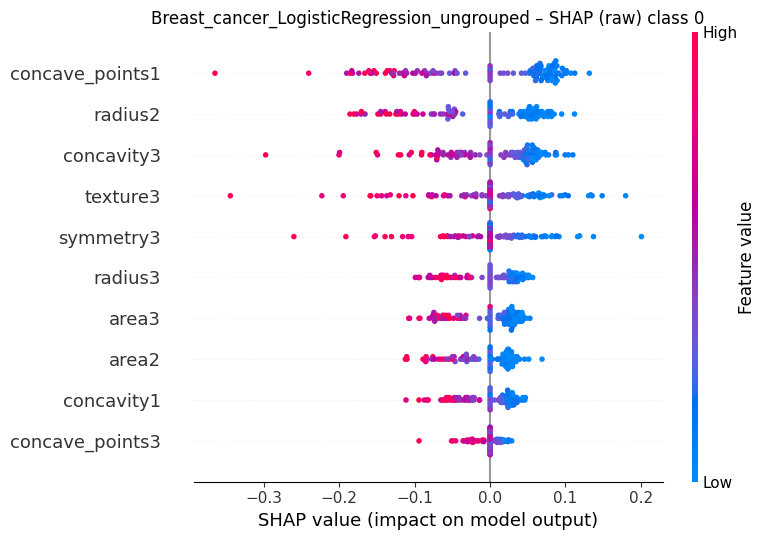 Breast_cancer_LogisticRegression_ungrouped – SHAP (raw) class 0
High
concave_points1
radius2
concavity3
texture3
symmetry3
radius3
area3
area2
concavity1
concave_points3
Feature value
Low
−0.3 −0.2 −0.1 0.0 0.1 0.2
SHAP value (impact on model output)